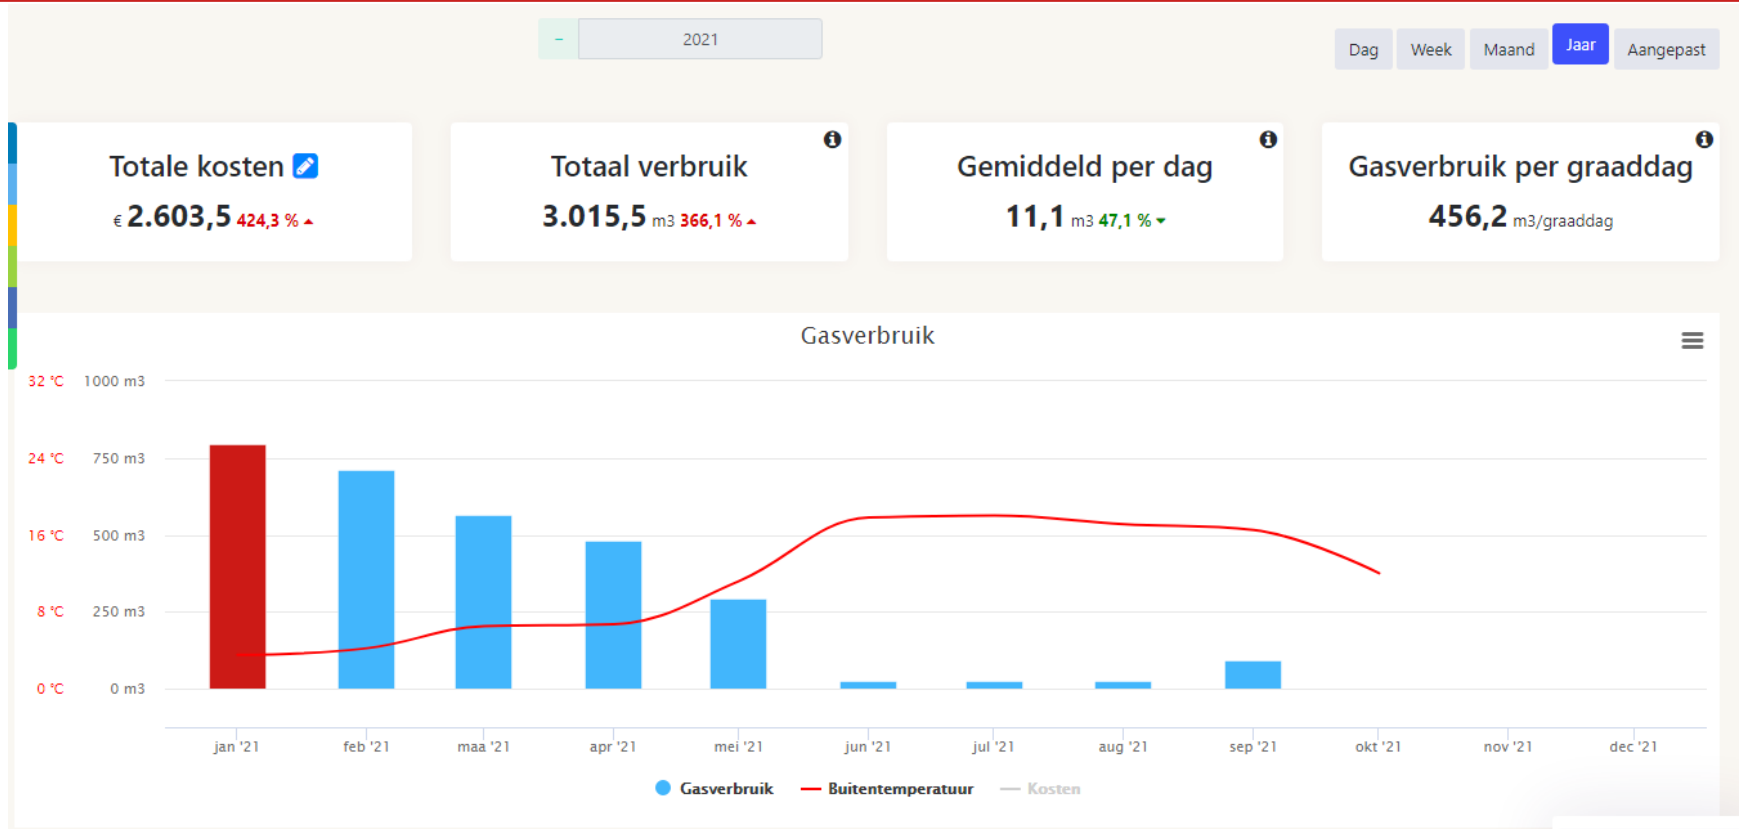 – 2021
Dag Week Maand Jaar Aangepast
Totale kosten
€ 2.603,5 424,3 %
Totaal verbruik
3.015,5 m3 366,1 %
Gemiddeld per dag
11,1 m3 47,1 %
Gasverbruik per graaddag
456,2 m3/graaddag
Gasverbruik
32 °C 1000 m3
24 °C 750 m3
16 °C 500 m3
8 °C 250 m3
0 °C 0 m3
jan '21 feb '21 maa '21 apr '21 mei '21 jun '21 jul '21 aug '21 sep '21 okt '21 nov '21 dec '21
Gasverbruik Buitentemperatuur Kosten